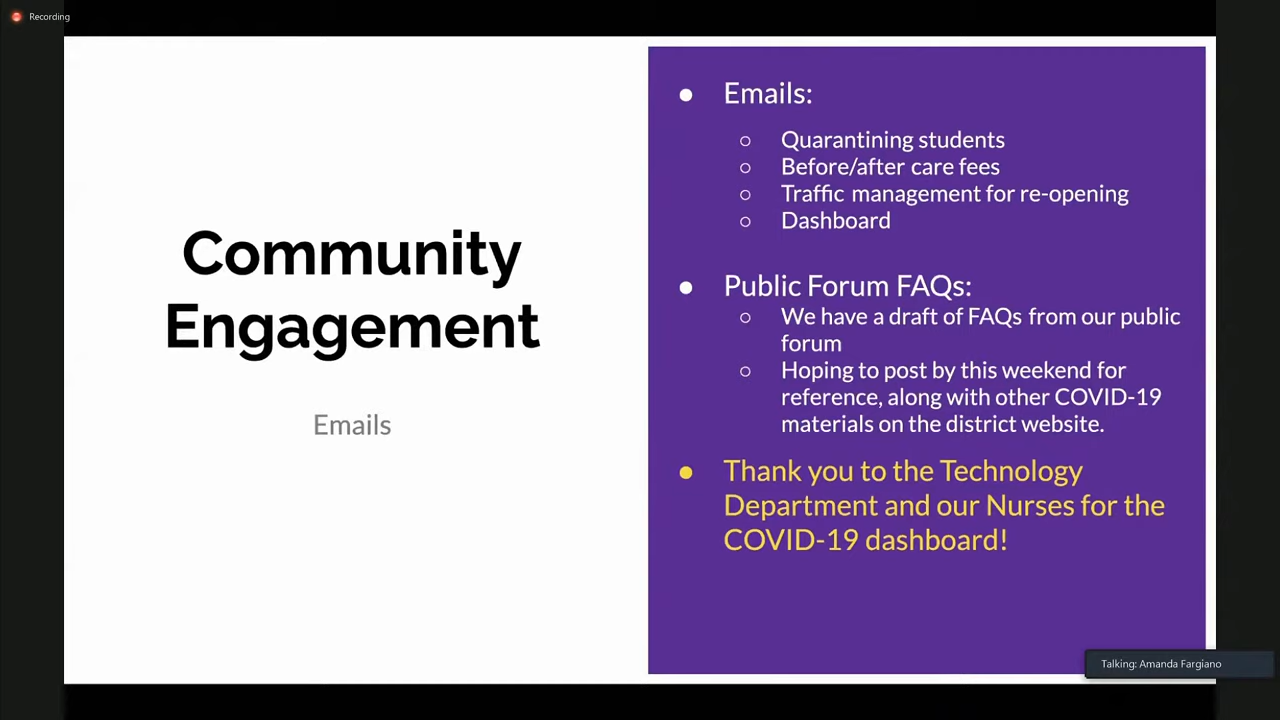 Recording
Community
Engagement
Emails
● Emails:
○ Quarantining students
○ Before/after care fees
○ Traffic management for re-opening
○ Dashboard
● Public Forum FAQs:
○ We have a draft of FAQs from our public
forum
○ Hoping to post by this weekend for
reference, along with other COVID-19
materials on the district website.
● Thank you to the Technology
Department and our Nurses for the
COVID-19 dashboard!
Talking: Amanda Fargiano